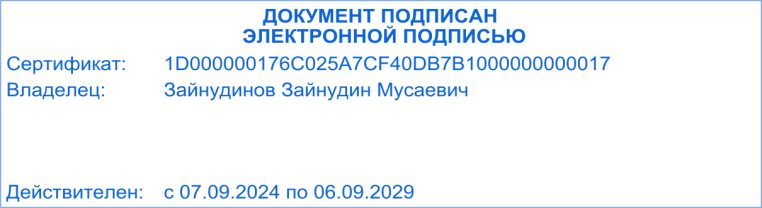 ДОКУМЕНТ ПОДПИСАН
ЭЛЕКТРОННОЙ ПОДПИСЬЮ
Сертификат: 1D000000176C025A7CF40DB7B1000000000017
Владелец: Зайнудинов Зайнудин Мусаевич
Действителен: с 07.09.2024 по 06.09.2029